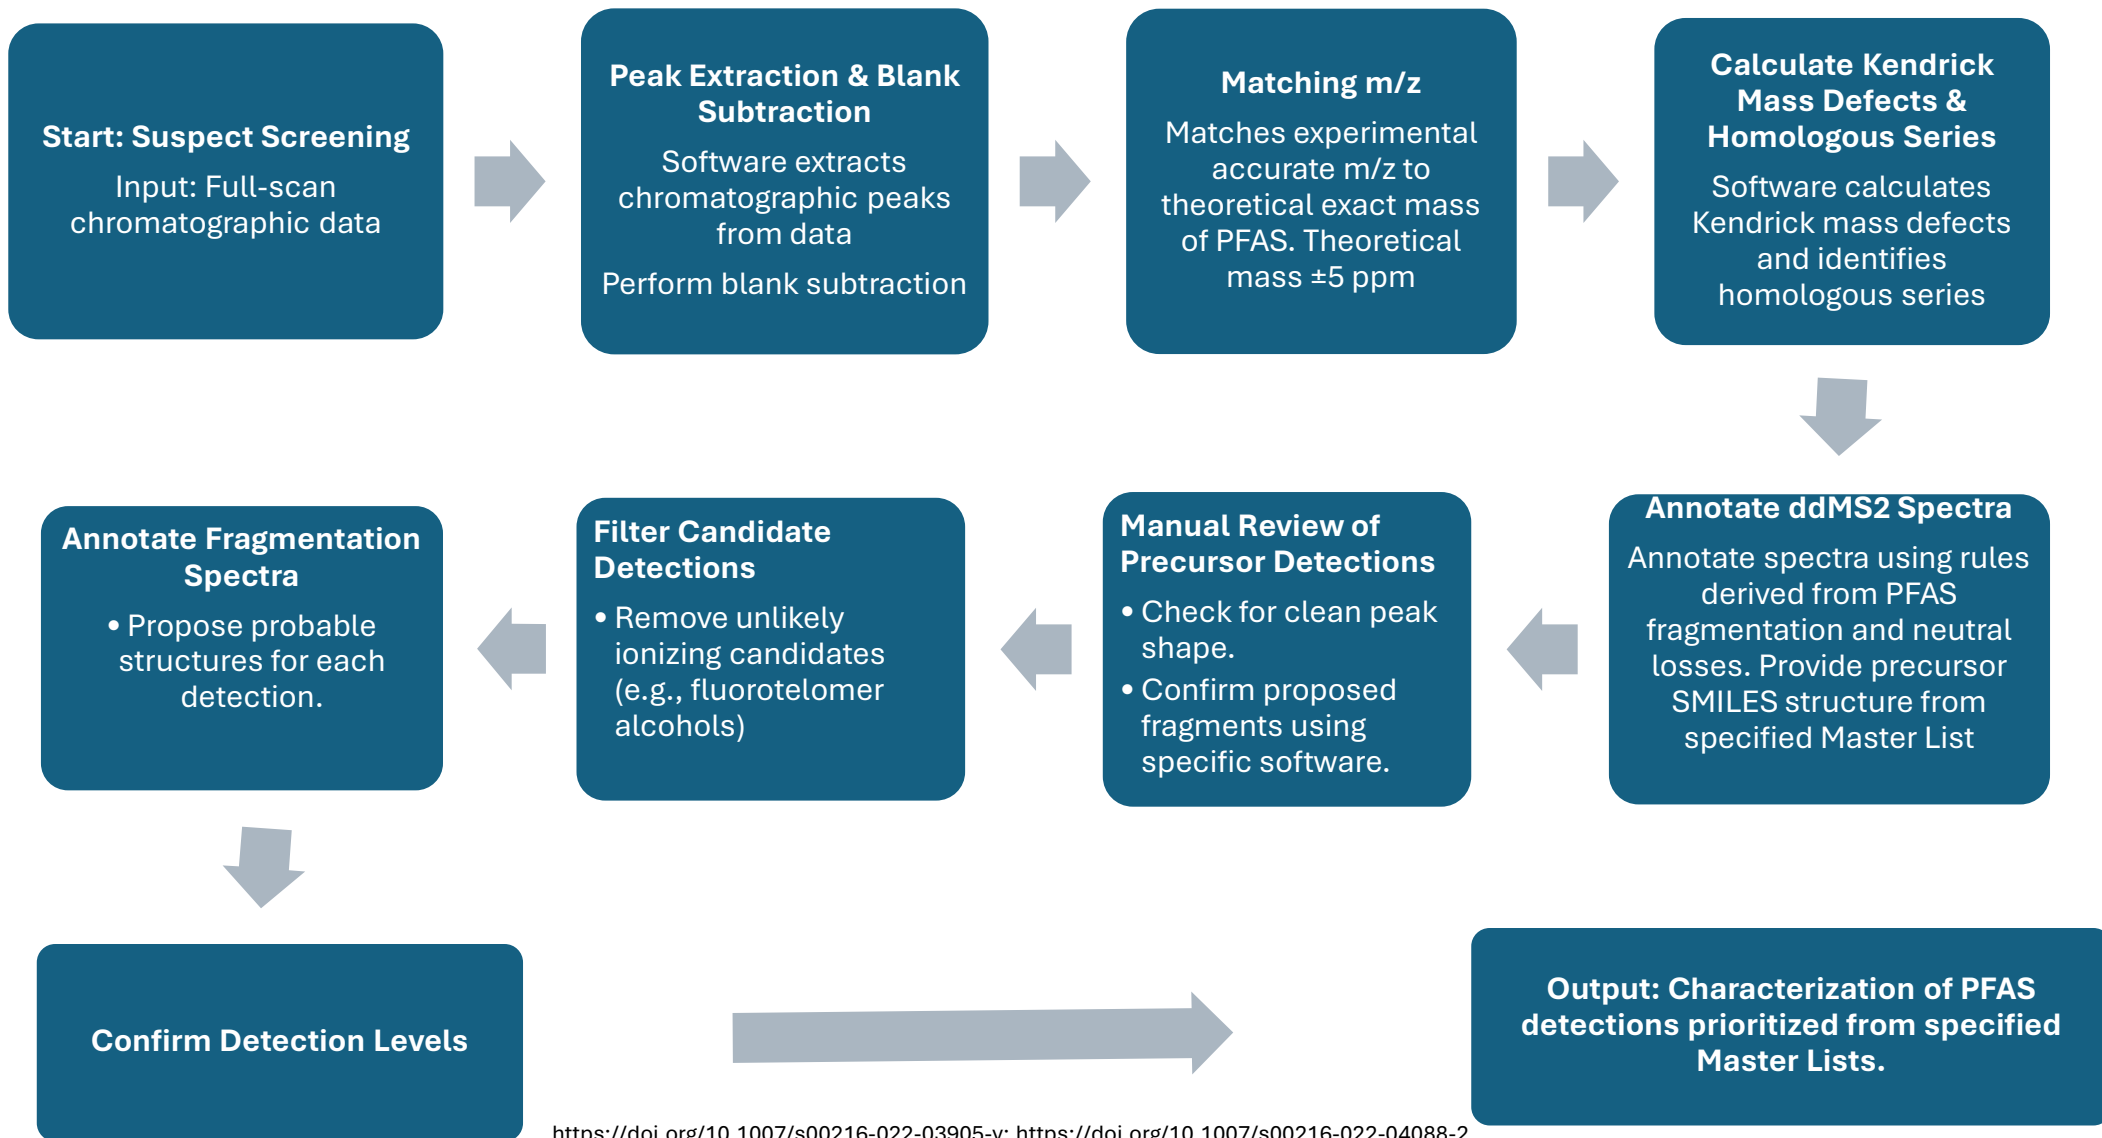 Start: Suspect Screening
Input: Full-scan
chromatographic data
Peak Extraction & Blank
Subtraction
Software extracts
chromatographic peaks
from data
Perform blank subtraction
Matching m/z
Matches experimental
accurate m/z to
theoretical exact mass
of PFAS. Theoretical
mass ±5 ppm
Calculate Kendrick
Mass Defects &
Homologous Series
Software calculates
Kendrick mass defects
and identifies
homologous series
Annotate ddMS2 Spectra
Annotate spectra using rules
derived from PFAS
fragmentation and neutral
losses. Provide precursor
SMILES structure from
specified Master List
Manual Review of
Precursor Detections
• Check for clean peak
shape.
• Confirm proposed
fragments using
specific software.
Filter Candidate
Detections
• Remove unlikely
ionizing candidates
(e.g., fluorotelomer
alcohols)
Annotate Fragmentation
Spectra
• Propose probable
structures for each
detection.
Confirm Detection Levels
Output: Characterization of PFAS
detections prioritized from specified
Master Lists.
https://doi.org/10.1007/s00216-022-03905-y; https://doi.org/10.1007/s00216-022-04088-2